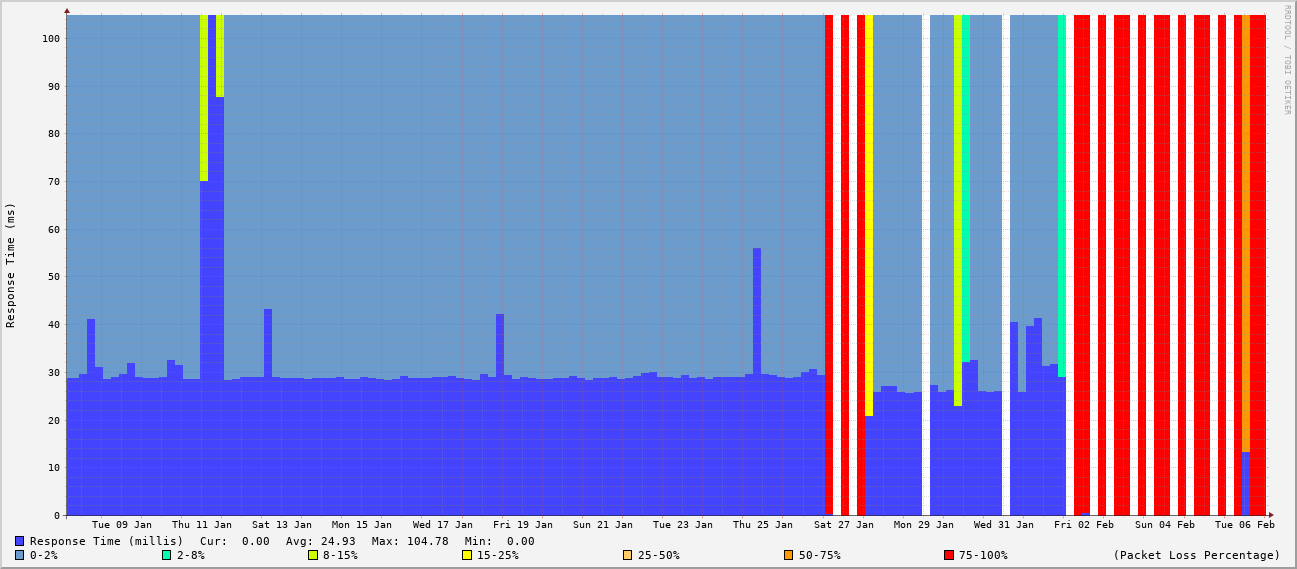 RRDTOOL / TOBI OETIKER
Response Time (ms)
100
90
80
70
60
50
40
30
20
10
0
Tue 09 Jan Thu 11 Jan Sat 13 Jan Mon 15 Jan Wed 17 Jan Fri 19 Jan Sun 21 Jan Tue 23 Jan Thu 25 Jan Sat 27 Jan Mon 29 Jan Wed 31 Jan Fri 02 Feb Sun 04 Feb Tue 06 Feb
Response Time (millis) Cur: 0.00 Avg: 24.93 Max: 104.78 Min: 0.00
0-2% 2-8% 8-15% 15-25% 25-50% 50-75% 75-100% (Packet Loss Percentage)